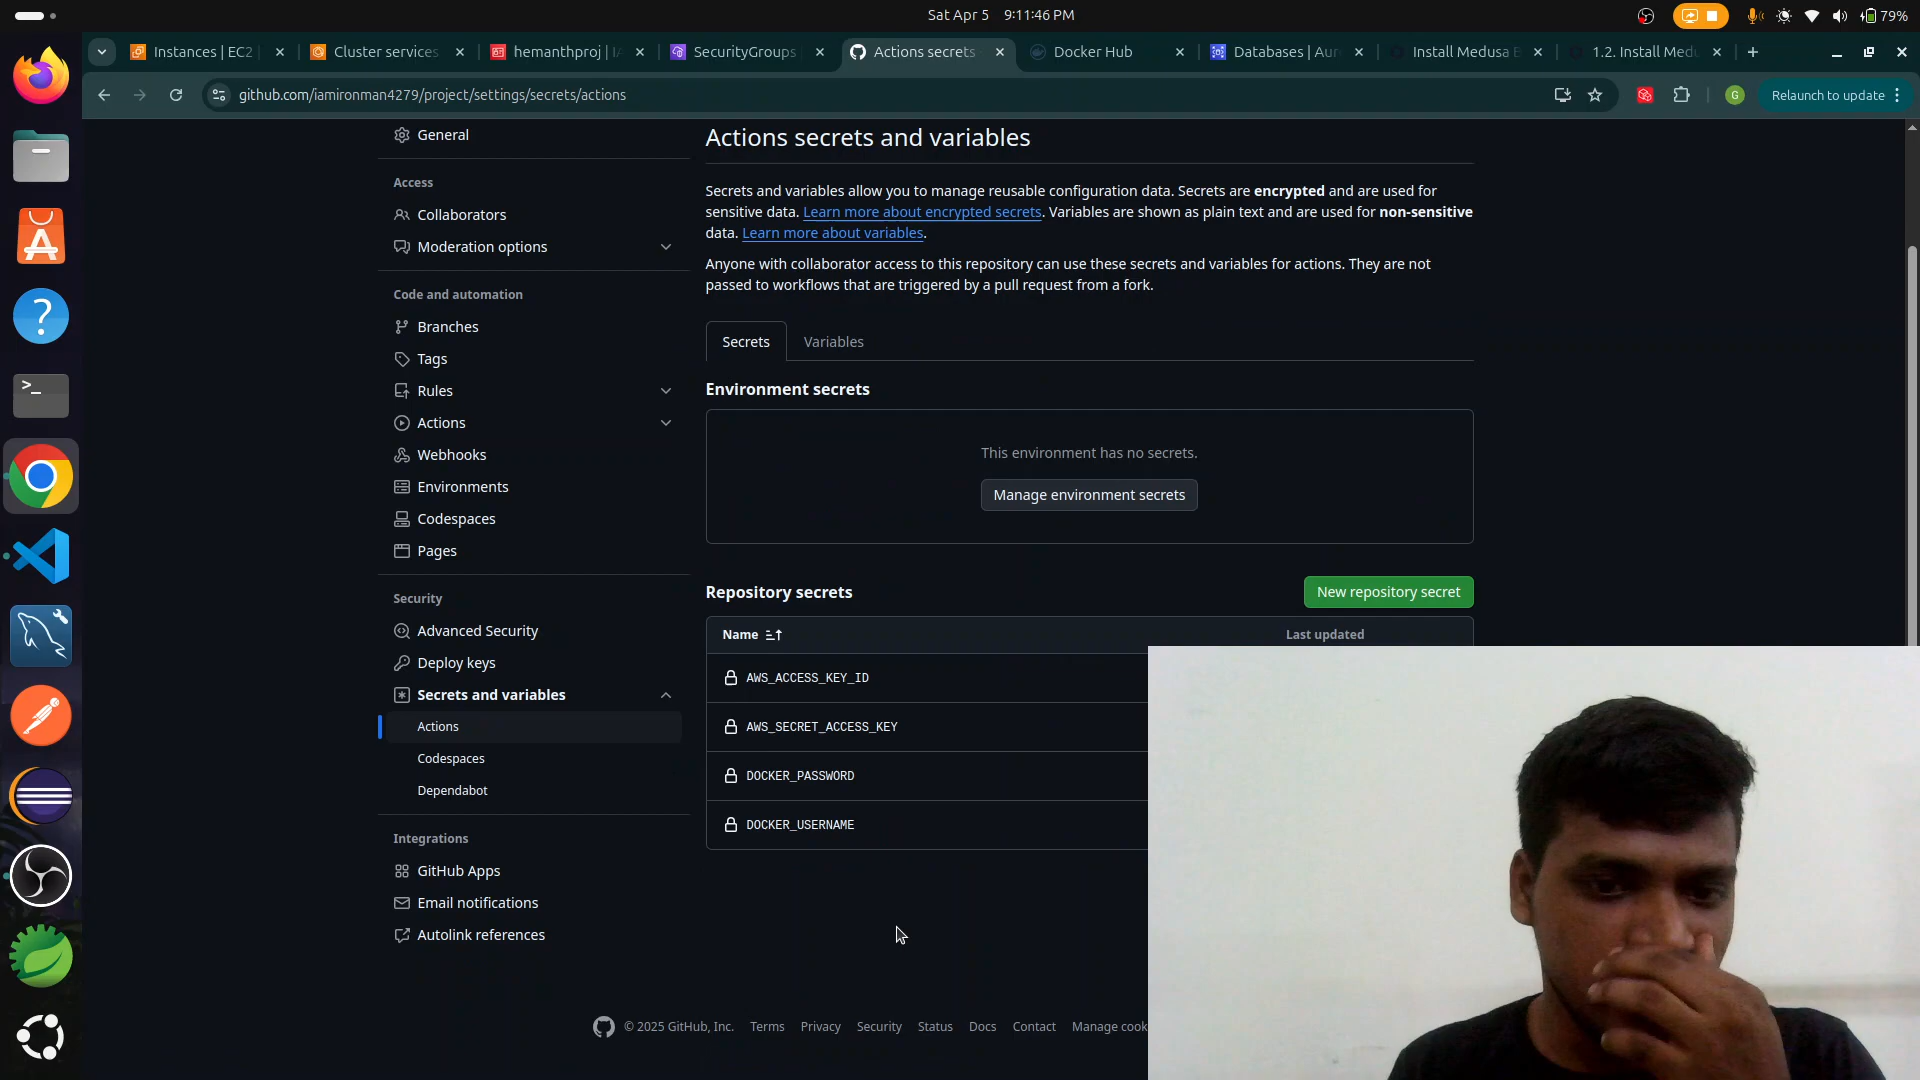 Sat Apr 5 9:11:46 PM
79%
Instances | EC2
Cluster services
hemanthproj | IA
SecurityGroups
Actions secrets
Docker Hub
Databases | Aur
Install Medusa B
1.2. Install Medu
github.com/iamironman4279/project/settings/secrets/actions
G
Relaunch to update
General
Access
Collaborators
Moderation options
Code and automation
Branches
Tags
Rules
Actions
Webhooks
Environments
Codespaces
Pages
Security
Advanced Security
Deploy keys
Secrets and variables
Actions
Codespaces
Dependabot
Integrations
GitHub Apps
Email notifications
Autolink references
Actions secrets and variables
Secrets and variables allow you to manage reusable configuration data. Secrets are encrypted and are used for
sensitive data. Learn more about encrypted secrets. Variables are shown as plain text and are used for non-sensitive
data. Learn more about variables.
Anyone with collaborator access to this repository can use these secrets and variables for actions. They are not
passed to workflows that are triggered by a pull request from a fork.
Secrets
Variables
Environment secrets
This environment has no secrets.
Manage environment secrets
Repository secrets
New repository secret
Name
Last updated
AWS_ACCESS_KEY_ID
AWS_SECRET_ACCESS_KEY
DOCKER_PASSWORD
DOCKER_USERNAME
© 2025 GitHub, Inc. Terms Privacy Security Status Docs Contact Manage cook